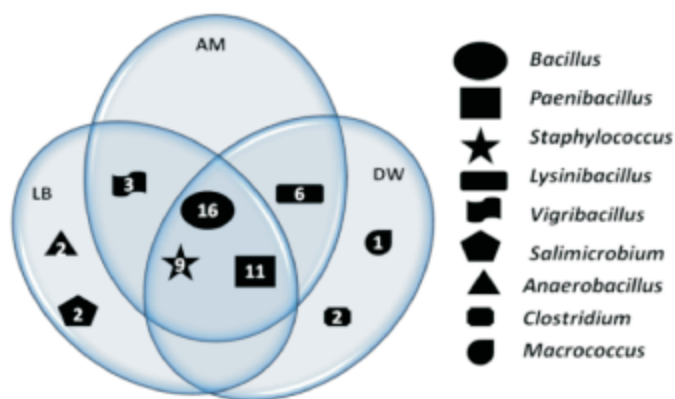 AM
LB
DW
3
16
6
2
9
11
1
2
2
Bacillus
Paenibacillus
Staphylococcus
Lysinibacillus
Vigribacillus
Salimicrobium
Anaerobacillus
Clostridium
Macrococcus